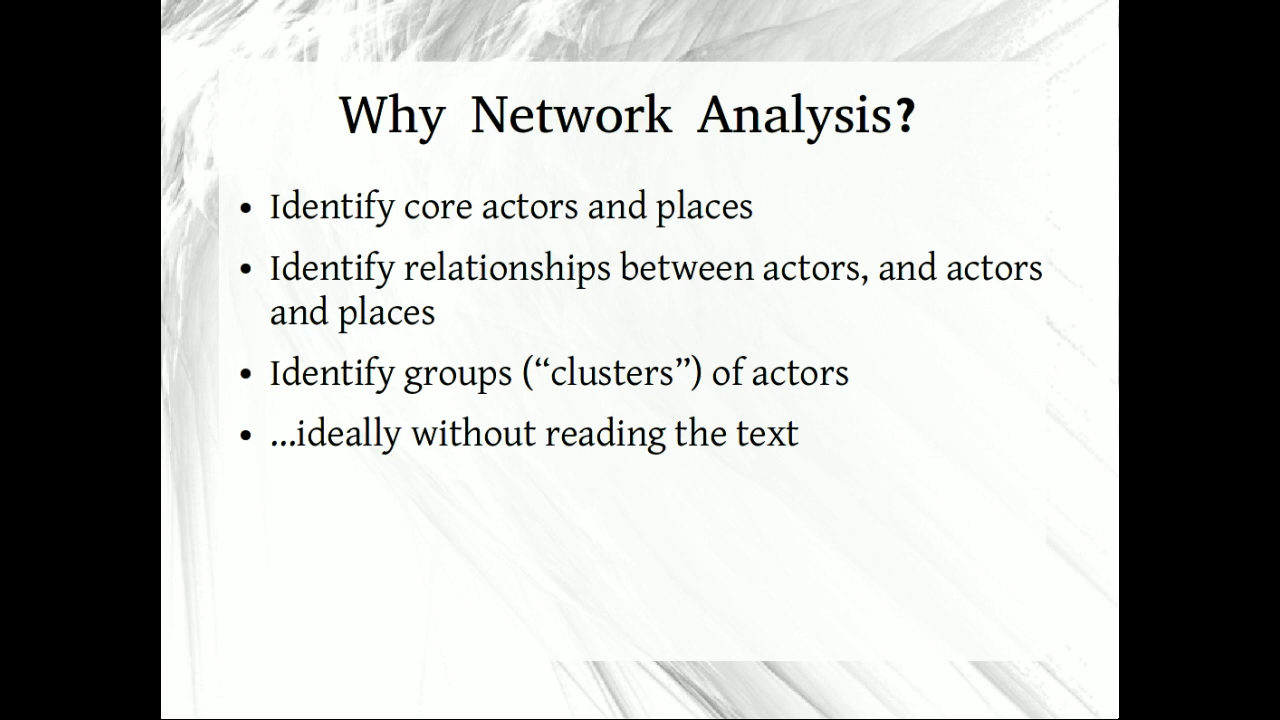 Why Network Analysis?
• Identify core actors and places
• Identify relationships between actors, and actors
and places
• Identify groups (“clusters”) of actors
• ...ideally without reading the text